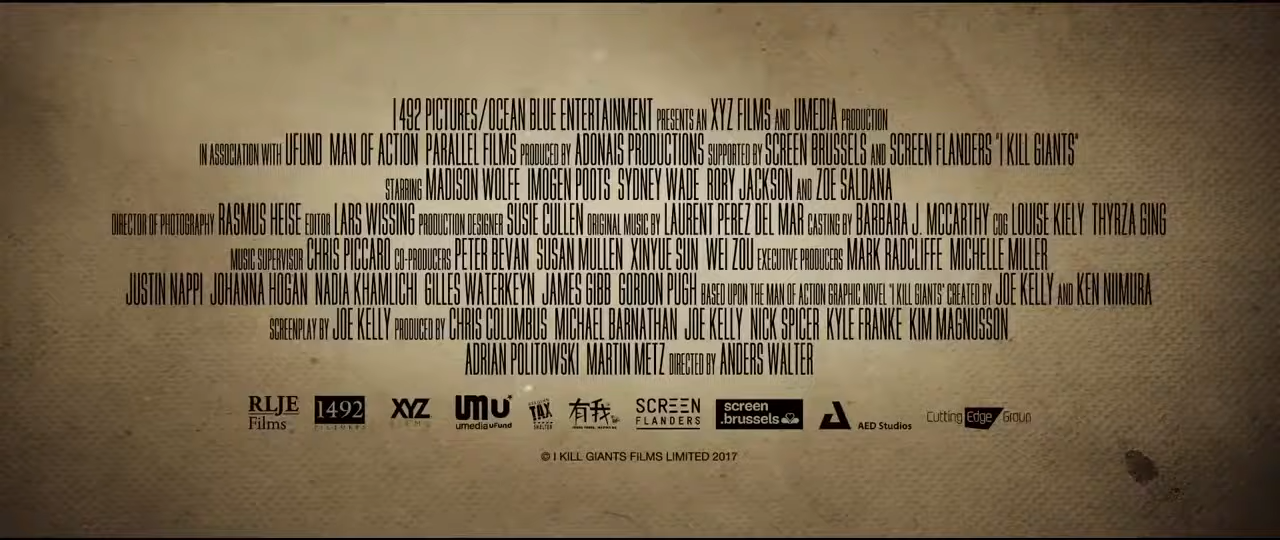 1492 PICTURES/OCEAN BLUE ENTERTAINMENT PRESENTS AN XYZ FILMS AND UMEDIA PRODUCTION
IN ASSOCIATION WITH UFUND MAN OF ACTION PARALLEL FILMS PRODUCED BY ADONAIS PRODUCTIONS SUPPORTED BY SCREEN BRUSSELS AND SCREEN FLANDERS "I KILL GIANTS"
STARRING MADISON WOLFE IMOGEN POOTS SYDNEY WADE RORY JACKSON AND ZOE SALDANA
DIRECTOR OF PHOTOGRAPHY RASMUS HEISE EDITOR LARS WISSING PRODUCTION DESIGNER SUSIE CULLEN ORIGINAL MUSIC BY LAURENT PEREZ DEL MAR CASTING BY BARBARA J. MCCARTHY CDG LOUISE KIELY THYRZA GING
MUSIC SUPERVISOR CHRIS PICCARO CO-PRODUCERS PETER BEVAN SUSAN MULLEN XINYUE SUN WEI ZOU EXECUTIVE PRODUCERS MARK RADCLIFFE MICHELLE MILLER
JUSTIN NAPPI JOHANNA HOGAN NADIA KHAMLICHI GILLES WATERKEYN JAMES GIBB GORDON PUGH BASED UPON THE MAN OF ACTION GRAPHIC NOVEL "I KILL GIANTS" CREATED BY JOE KELLY AND KEN NIIMURA
SCREENPLAY BY JOE KELLY PRODUCED BY CHRIS COLUMBUS MICHAEL BARNATHAN JOE KELLY NICK SPICER KYLE FRANKE KIM MAGNUSSON
ADRIAN POLITOWSKI MARTIN METZ DIRECTED BY ANDERS WALTER
RLJE Films 1492 PICTURES XYZ FILMS UMU umedia uFund TAX SHELTER 有我 SCREEN FLANDERS screen .brussels AED Studios Cutting Edge Group
© I KILL GIANTS FILMS LIMITED 2017